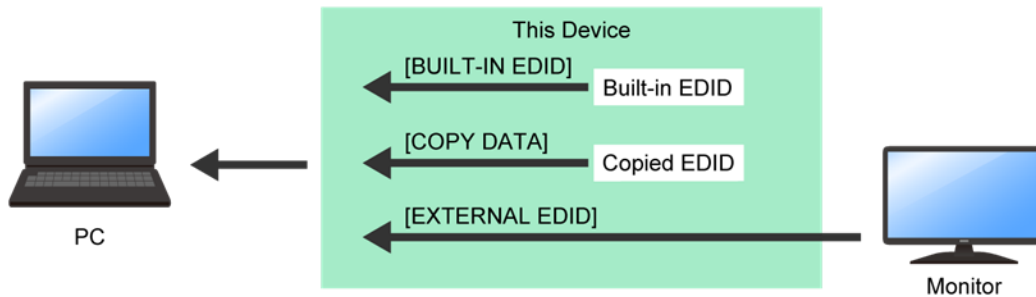 This Device
[BUILT-IN EDID]
Built-in EDID
[COPY DATA]
Copied EDID
[EXTERNAL EDID]
PC
Monitor